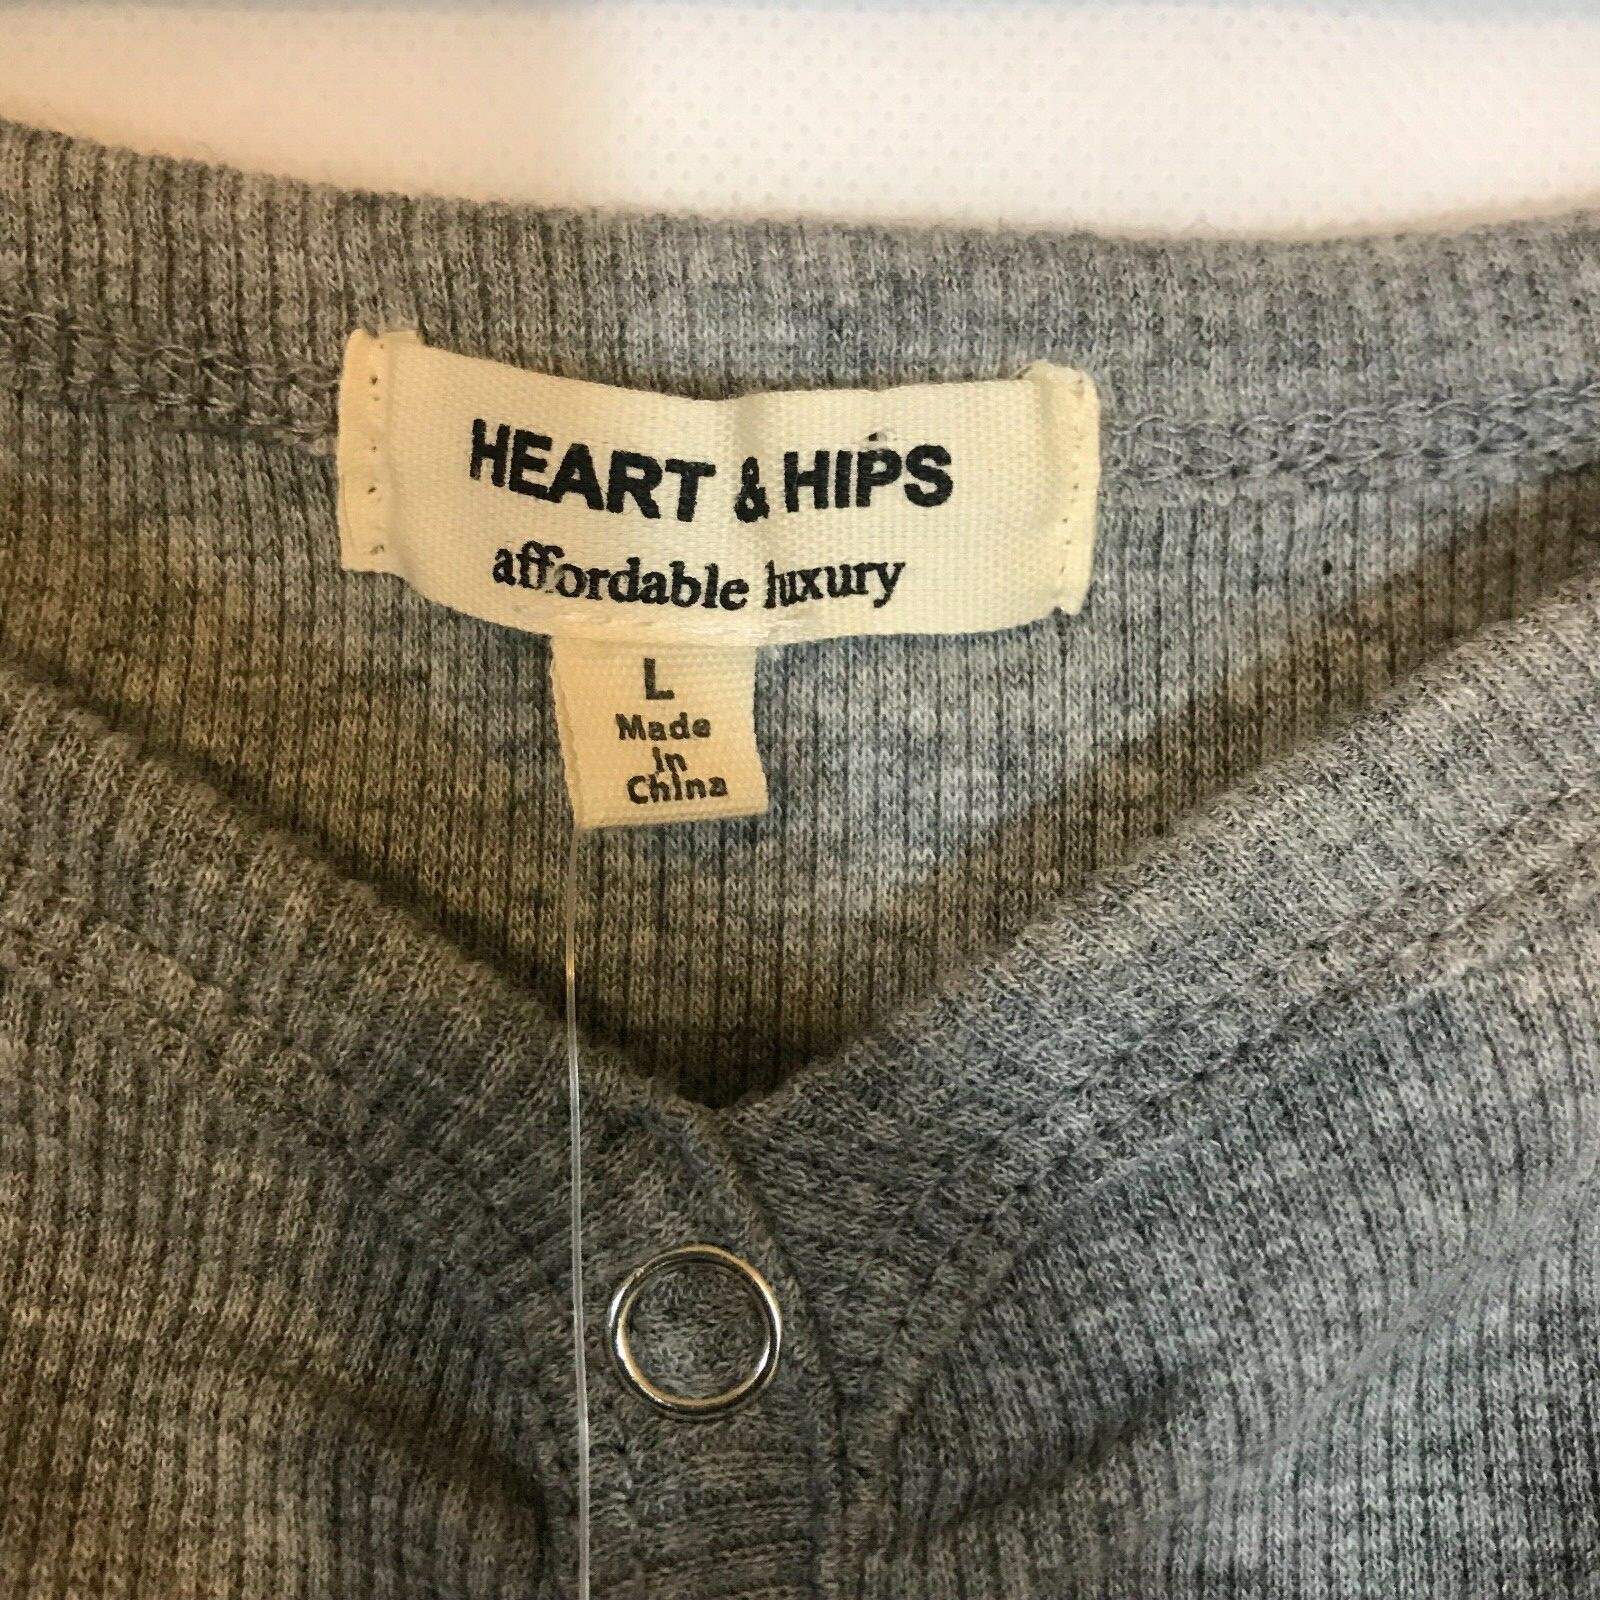 HEART & HIPS
affordable luxury
L
Made
In
China